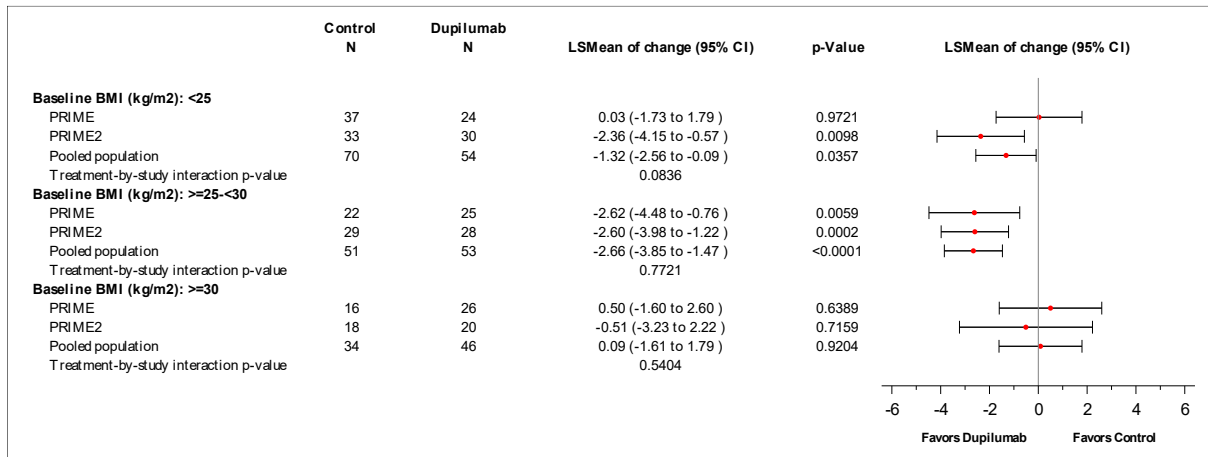 Control Dupilumab
N N LSMean of change (95% CI) p-Value LSMean of change (95% CI)
Baseline BMI (kg/m2): <25
PRIME 37 24 0.03 (-1.73 to 1.79 ) 0.9721
PRIME2 33 30 -2.36 (-4.15 to -0.57 ) 0.0098
Pooled population 70 54 -1.32 (-2.56 to -0.09 ) 0.0357
Treatment-by-study interaction p-value 0.0836
Baseline BMI (kg/m2): >=25-<30
PRIME 22 25 -2.62 (-4.48 to -0.76 ) 0.0059
PRIME2 29 28 -2.60 (-3.98 to -1.22 ) 0.0002
Pooled population 51 53 -2.66 (-3.85 to -1.47 ) <0.0001
Treatment-by-study interaction p-value 0.7721
Baseline BMI (kg/m2): >=30
PRIME 16 26 0.50 (-1.60 to 2.60 ) 0.6389
PRIME2 18 20 -0.51 (-3.23 to 2.22 ) 0.7159
Pooled population 34 46 0.09 (-1.61 to 1.79 ) 0.9204
Treatment-by-study interaction p-value 0.5404
-6 -4 -2 0 2 4 6
Favors Dupilumab Favors Control